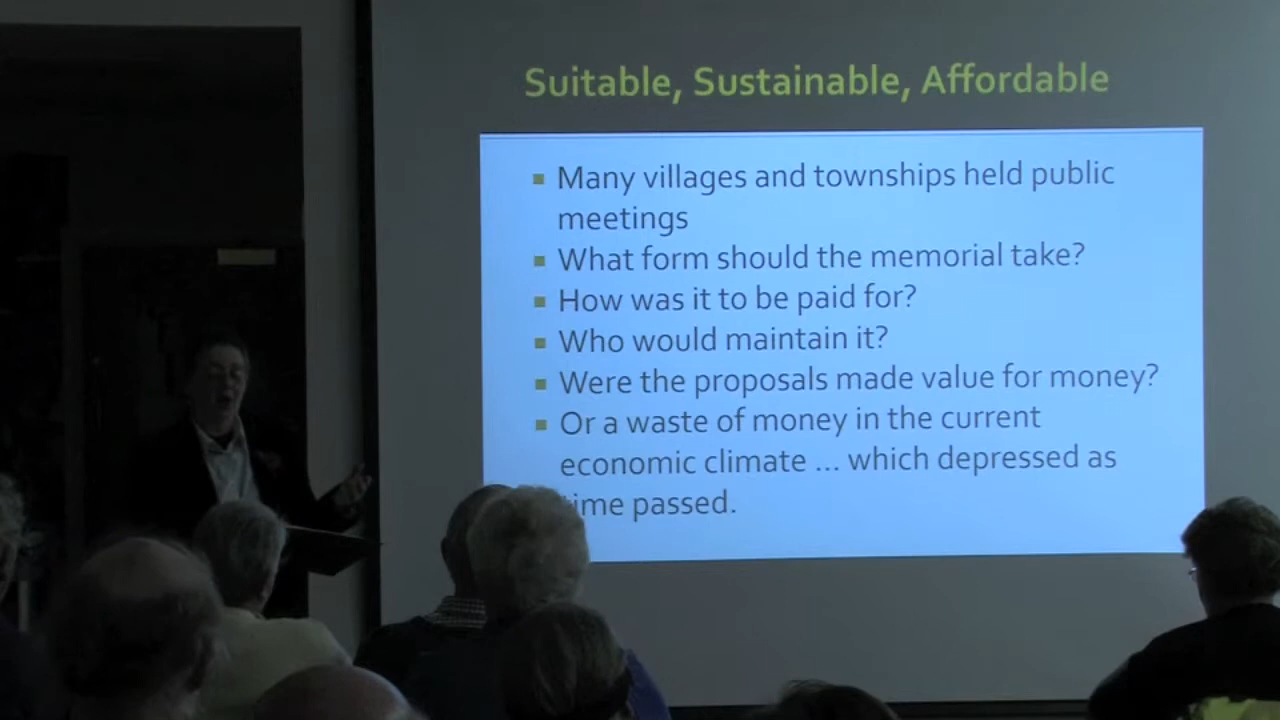 Suitable, Sustainable, Affordable
Many villages and townships held public
meetings
What form should the memorial take?
How was it to be paid for?
Who would maintain it?
Were the proposals made value for money?
Or a waste of money in the current
economic climate ... which depressed as
time passed.